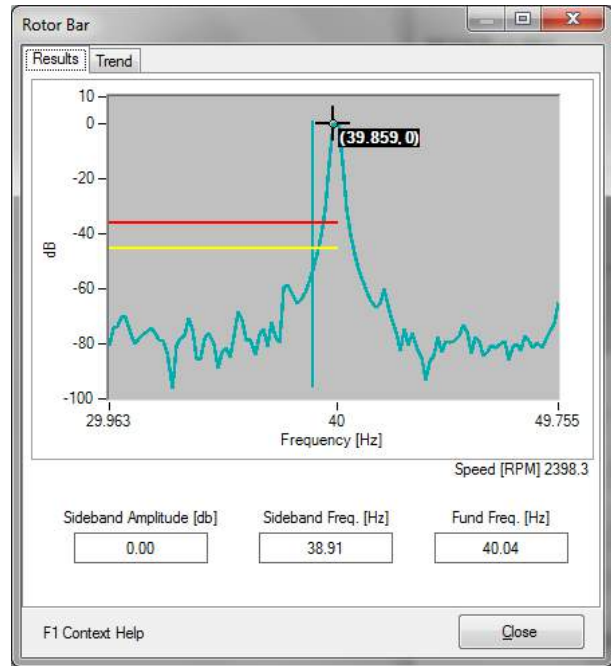 Rotor Bar
Results Trend
10
0
(39.859, 0)
-20
-40
dB
-60
-80
-100
29.963 40 49.755
Frequency [Hz]
Speed [RPM] 2398.3
Sideband Amplitude [db] Sideband Freq. [Hz] Fund Freq. [Hz]
0.00 38.91 40.04
F1 Context Help Close